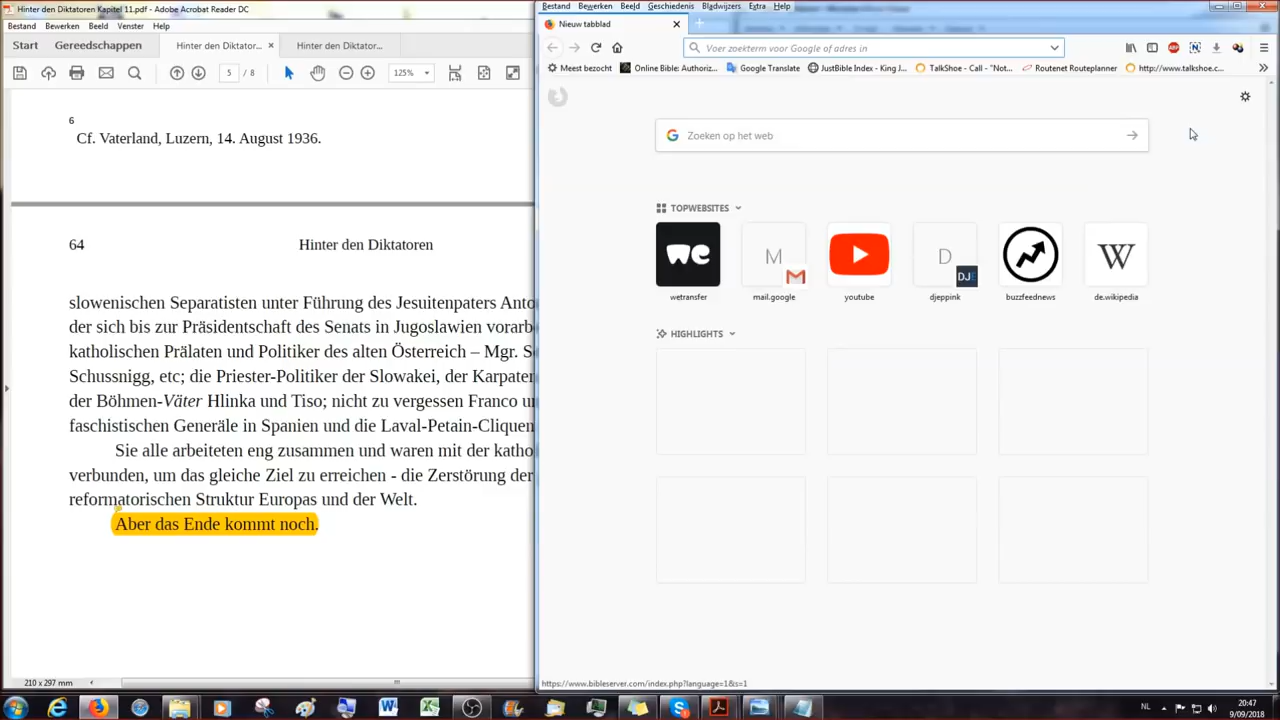 Hinter den Diktatoren Kapitel 11.pdf - Adobe Acrobat Reader DC
Bestand Bewerken Beeld Venster Help
Start Gereedschappen Hinter den Diktator... × Hinter den Diktator...
5 / 8 125%
6
Cf. Vaterland, Luzern, 14. August 1936.
64 Hinter den Diktatoren
slowenischen Separatisten unter Führung des Jesuitenpaters Anto
der sich bis zur Präsidentschaft des Senats in Jugoslawien vorarb
katholischen Prälaten und Politiker des alten Österreich – Mgr. S
Schussnigg, etc; die Priester-Politiker der Slowakei, der Karpaten
der Böhmen-Väter Hlinka und Tiso; nicht zu vergessen Franco u
faschistischen Generäle in Spanien und die Laval-Petain-Cliquen
Sie alle arbeiteten eng zusammen und waren mit der katho
verbunden, um das gleiche Ziel zu erreichen - die Zerstörung der
reformatorischen Struktur Europas und der Welt.
Aber das Ende kommt noch.
210 x 297 mm
Bestand Bewerken Beeld Geschiedenis Bladwijzers Extra Help
Nieuw tabblad
Voer zoekterm voor Google of adres in
Meest bezocht Online Bible: Authoriz... Google Translate JustBible Index - King J... TalkShoe - Call - "Not... Routenet Routeplanner http://www.talkshoe.c...
Zoeken op het web
TOPWEBSITES
we M D W
DJE
wetransfer mail.google youtube djeppink buzzfeednews de.wikipedia
HIGHLIGHTS
https://www.bibleserver.com/index.php?language=1&s=1
NL 20:47
9/09/2018